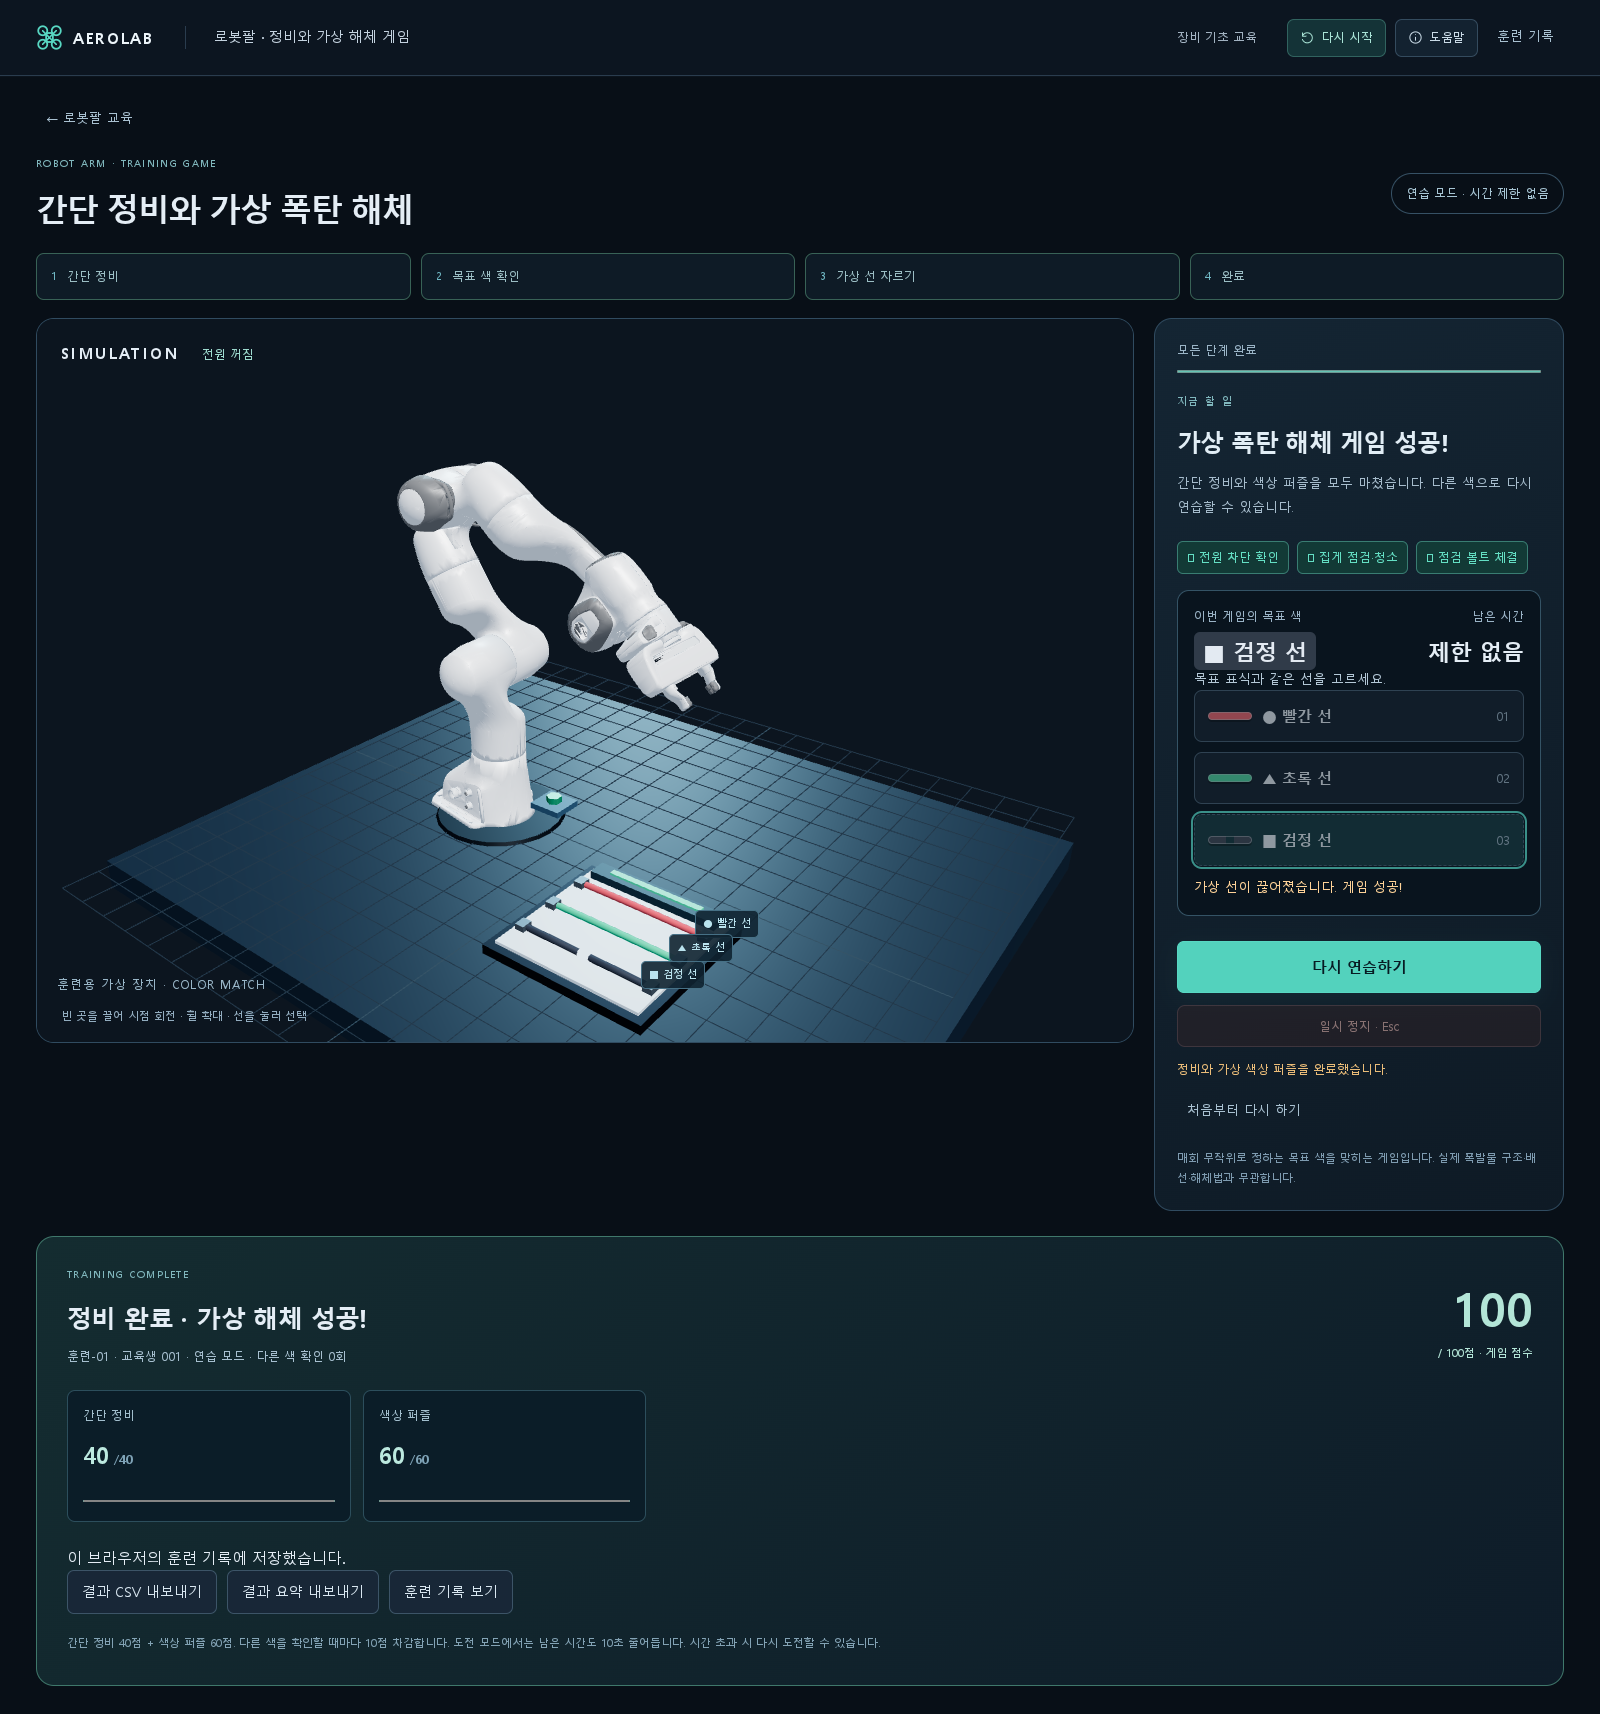 AEROLAB
로봇팔 · 정비와 가상 해체 게임
장비 기초 교육
다시 시작
도움말
훈련 기록
← 로봇팔 교육
ROBOT ARM · TRAINING GAME
간단 정비와 가상 폭탄 해체
연습 모드 · 시간 제한 없음
1 간단 정비
2 목표 색 확인
3 가상 선 자르기
4 완료
SIMULATION 전원 꺼짐
● 빨간 선
▲ 초록 선
■ 검정 선
훈련용 가상 장치 · COLOR MATCH
빈 곳을 끌어 시점 회전 · 휠 확대 · 선을 눌러 선택
모든 단계 완료
지금 할 일
가상 폭탄 해체 게임 성공!
간단 정비와 색상 퍼즐을 모두 마쳤습니다. 다른 색으로 다시
연습할 수 있습니다.
전원 차단 확인
집게 점검·청소
점검 볼트 체결
이번 게임의 목표 색
남은 시간
■ 검정 선
제한 없음
목표 표식과 같은 선을 고르세요.
● 빨간 선 01
▲ 초록 선 02
■ 검정 선 03
가상 선이 끊어졌습니다. 게임 성공!
다시 연습하기
일시 정지 · Esc
정비와 가상 색상 퍼즐을 완료했습니다.
처음부터 다시 하기
매회 무작위로 정하는 목표 색을 맞히는 게임입니다. 실제 폭발물 구조·배
선·해체법과 무관합니다.
TRAINING COMPLETE
정비 완료 · 가상 해체 성공!
훈련-01 · 교육생 001 · 연습 모드 · 다른 색 확인 0회
100
/ 100점 · 게임 점수
간단 정비
40 /40
색상 퍼즐
60 /60
이 브라우저의 훈련 기록에 저장했습니다.
결과 CSV 내보내기
결과 요약 내보내기
훈련 기록 보기
간단 정비 40점 + 색상 퍼즐 60점. 다른 색을 확인할 때마다 10점 차감합니다. 도전 모드에서는 남은 시간도 10초 줄어듭니다. 시간 초과 시 다시 도전할 수 있습니다.